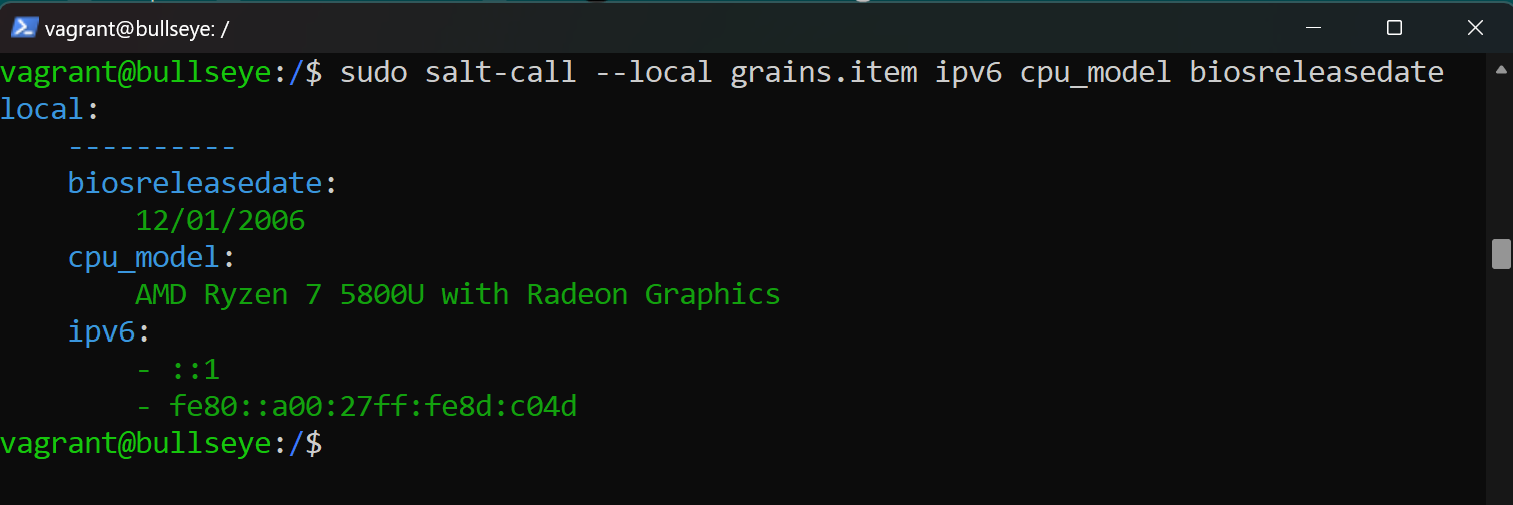 vagrant@bullseye: /
vagrant@bullseye:/$ sudo salt-call --local grains.item ipv6 cpu_model biosreleasedate
local:
    ----------
    biosreleasedate:
        12/01/2006
    cpu_model:
        AMD Ryzen 7 5800U with Radeon Graphics
    ipv6:
        - ::1
        - fe80::a00:27ff:fe8d:c04d
vagrant@bullseye:/$